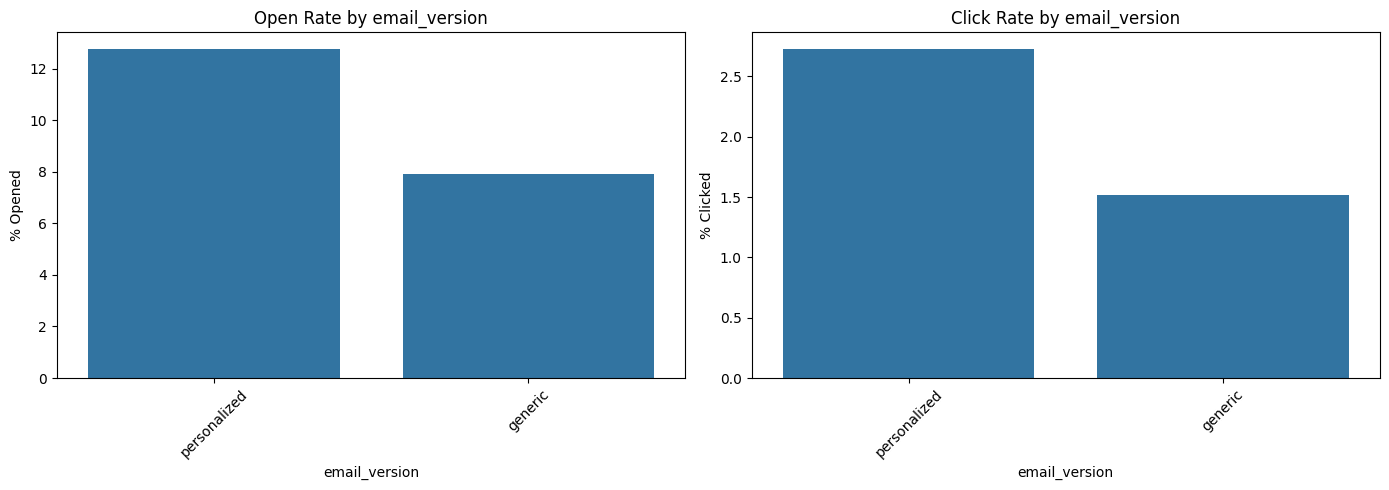 Open Rate by email_version
% Opened
12
10
8
6
4
2
0
personalized
generic
email_version
Click Rate by email_version
% Clicked
2.5
2.0
1.5
1.0
0.5
0.0
personalized
generic
email_version